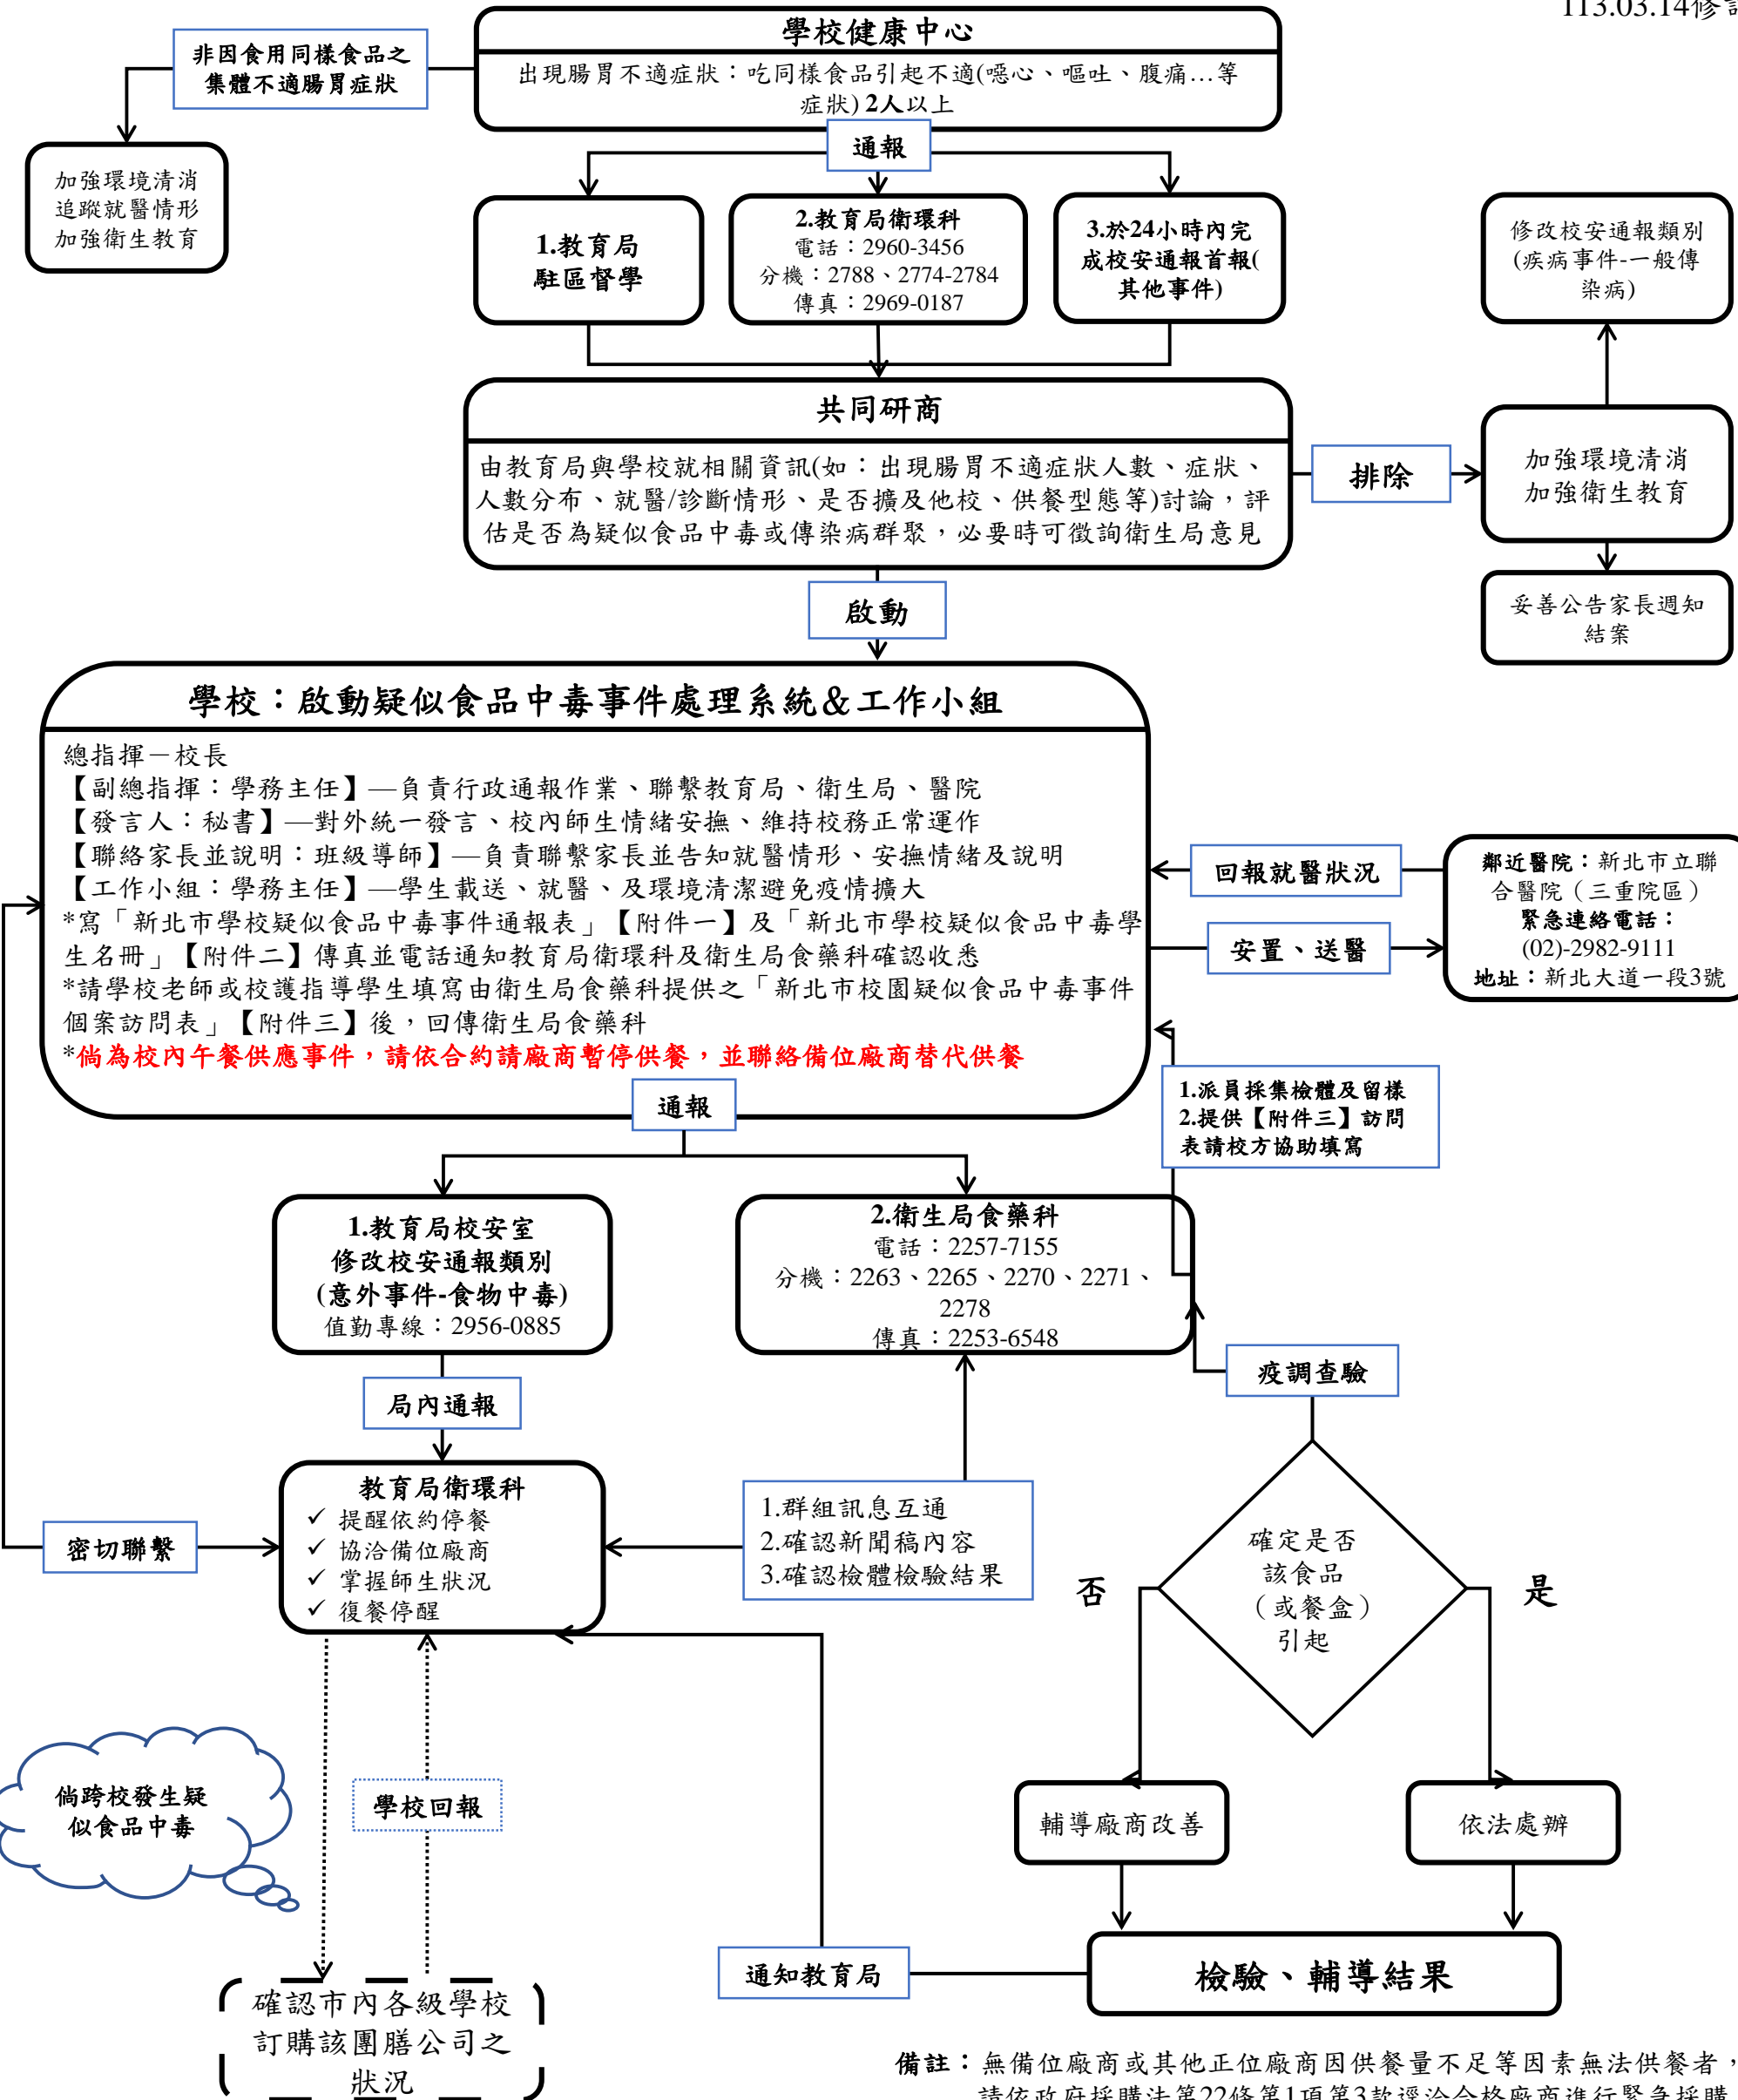 113.03.14修
學校健康中心
出現腸胃不適症狀：吃同樣食品引起不適(噁心、嘔吐、腹痛…等
症狀) 2人以上
非因食用同樣食品之
集體不適腸胃症狀
加強環境清消
追蹤就醫情形
加強衛生教育
通報
1.教育局
駐區督學
2.教育局衛環科
電話：2960-3456
分機：2788、2774-2784
傳真：2969-0187
3.於24小時內完
成校安通報首報(
其他事件)
修改校安通報類別
(疾病事件-一般傳
染病)
共同研商
由教育局與學校就相關資訊(如：出現腸胃不適症狀人數、症狀、
人數分布、就醫/診斷情形、是否擴及他校、供餐型態等)討論，評
估是否為疑似食品中毒或傳染病群聚，必要時可徵詢衛生局意見
排除
加強環境清消
加強衛生教育
妥善公告家長週知
結案
啟動
學校：啟動疑似食品中毒事件處理系統&工作小組
總指揮－校長
【副總指揮：學務主任】—負責行政通報作業、聯繫教育局、衛生局、醫院
【發言人：秘書】—對外統一發言、校內師生情緒安撫、維持校務正常運作
【聯絡家長並說明：班級導師】—負責聯繫家長並告知就醫情形、安撫情緒及說明
【工作小組：學務主任】—學生載送、就醫、及環境清潔避免疫情擴大
*寫「新北市學校疑似食品中毒事件通報表」【附件一】及「新北市學校疑似食品中毒學
生名冊」【附件二】傳真並電話通知教育局衛環科及衛生局食藥科確認收悉
*請學校老師或校護指導學生填寫由衛生局食藥科提供之「新北市校園疑似食品中毒事件
個案訪問表」【附件三】後，回傳衛生局食藥科
*倘為校內午餐供應事件，請依合約請廠商暫停供餐，並聯絡備位廠商替代供餐
回報就醫狀況
安置、送醫
鄰近醫院：新北市立聯
合醫院（三重院區）
緊急連絡電話：
(02)-2982-9111
地址：新北大道一段3號
通報
1.派員採集檢體及留樣
2.提供【附件三】訪問
表請校方協助填寫
1.教育局校安室
修改校安通報類別
(意外事件-食物中毒)
值勤專線：2956-0885
2.衛生局食藥科
電話：2257-7155
分機：2263、2265、2270、2271、
2278
傳真：2253-6548
局內通報
疫調查驗
教育局衛環科
✓ 提醒依約停餐
✓ 協洽備位廠商
✓ 掌握師生狀況
✓ 復餐停醒
密切聯繫
1.群組訊息互通
2.確認新聞稿內容
3.確認檢體檢驗結果
確定是否
該食品
（或餐盒）
引起
否
是
倘跨校發生疑
似食品中毒
學校回報
輔導廠商改善
依法處辦
通知教育局
檢驗、輔導結果
確認市內各級學校
訂購該團膳公司之
狀況
備註：無備位廠商或其他正位廠商因供餐量不足等因素無法供餐者，
請依政府採購法第22條第1項第3款逕洽合格廠商進行緊急採購